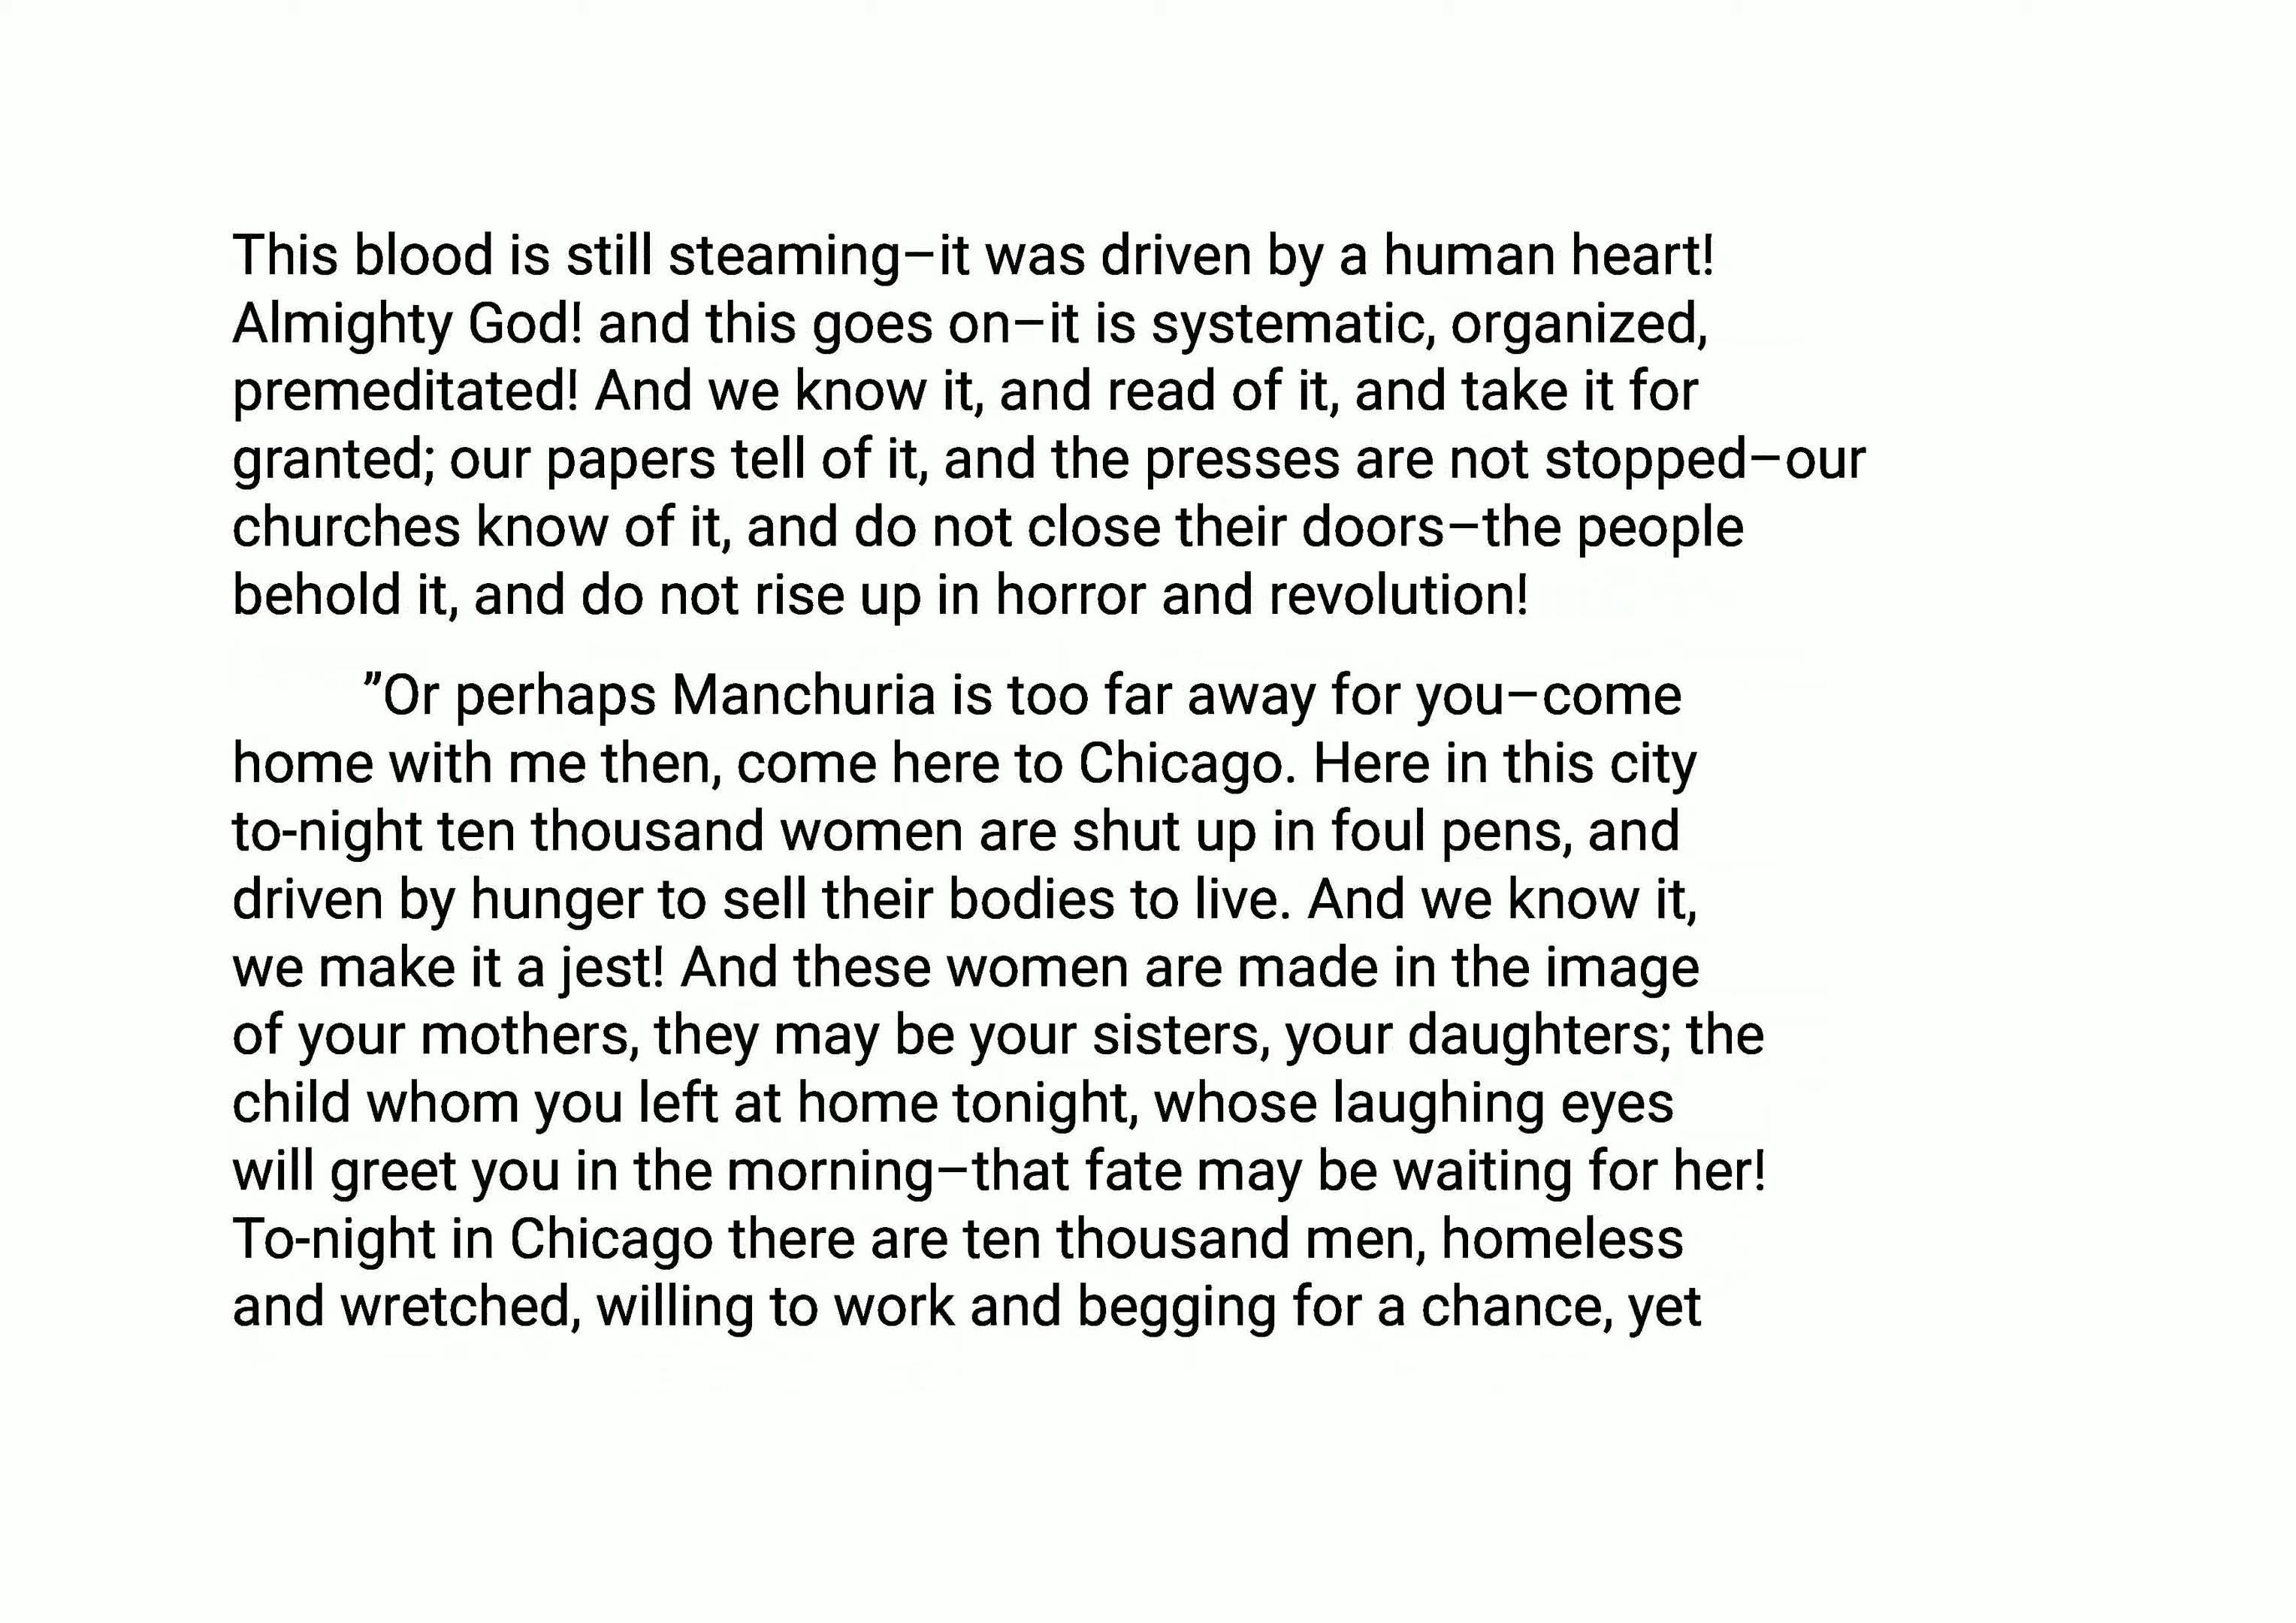 This blood is still steaming–it was driven by a human heart!
Almighty God! and this goes on–it is systematic, organized,
premeditated! And we know it, and read of it, and take it for
granted; our papers tell of it, and the presses are not stopped–our
churches know of it, and do not close their doors–the people
behold it, and do not rise up in horror and revolution!
”Or perhaps Manchuria is too far away for you–come
home with me then, come here to Chicago. Here in this city
to-night ten thousand women are shut up in foul pens, and
driven by hunger to sell their bodies to live. And we know it,
we make it a jest! And these women are made in the image
of your mothers, they may be your sisters, your daughters; the
child whom you left at home tonight, whose laughing eyes
will greet you in the morning–that fate may be waiting for her!
To-night in Chicago there are ten thousand men, homeless
and wretched, willing to work and begging for a chance, yet